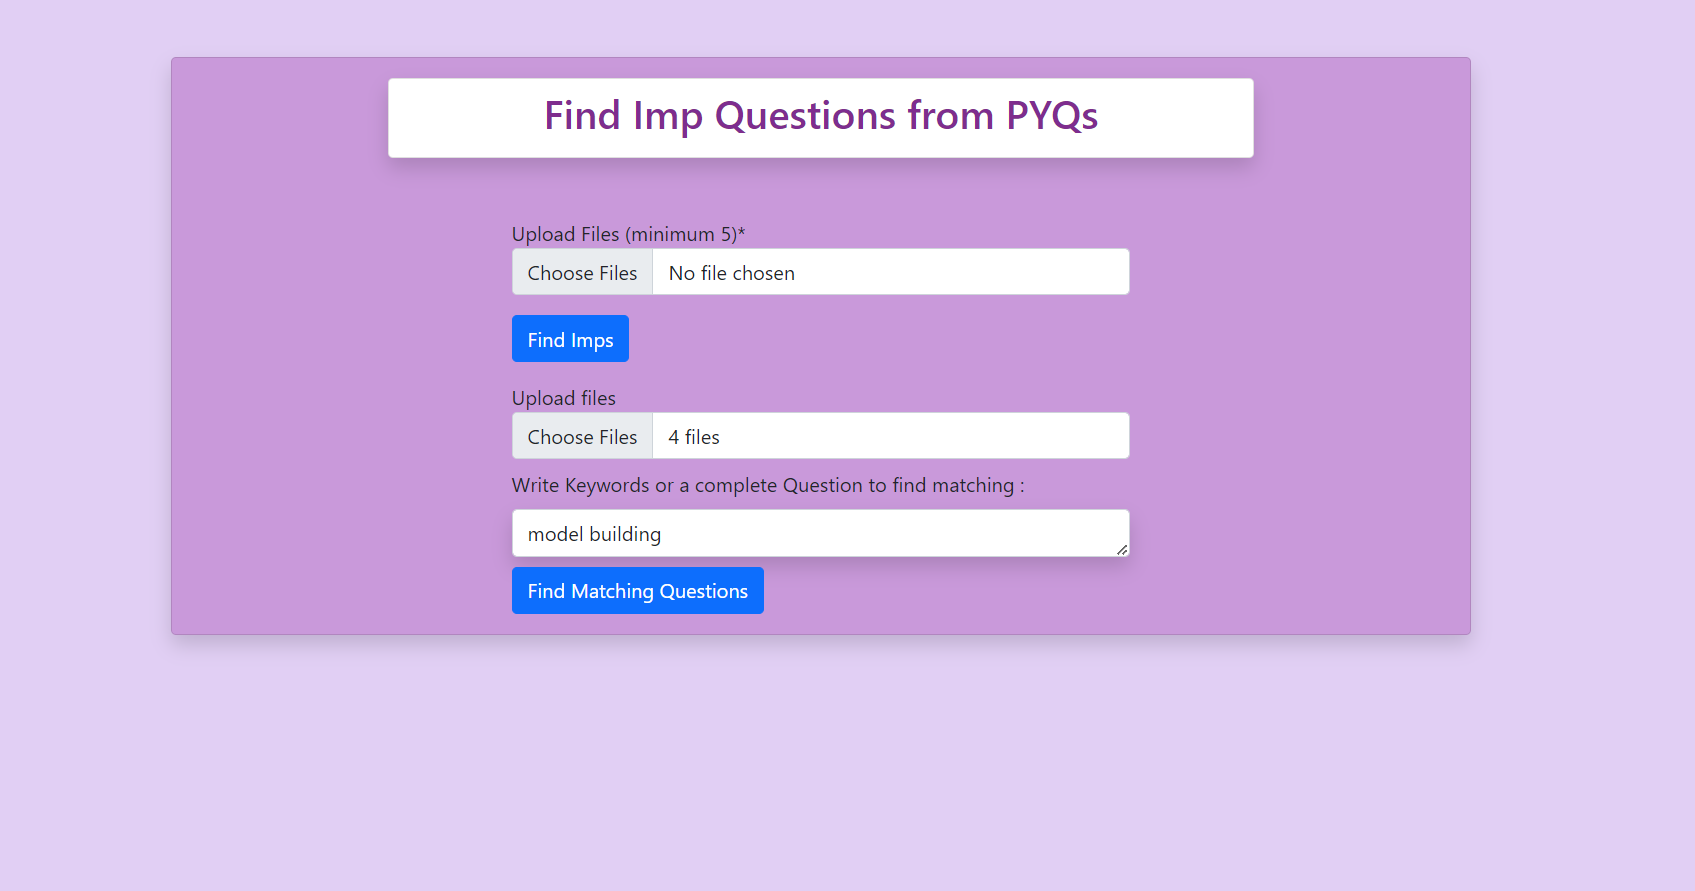 Find Imp Questions from PYQs
Upload Files (minimum 5)*
Choose Files No file chosen
Find Imps
Upload files
Choose Files 4 files
Write Keywords or a complete Question to find matching :
model building
Find Matching Questions